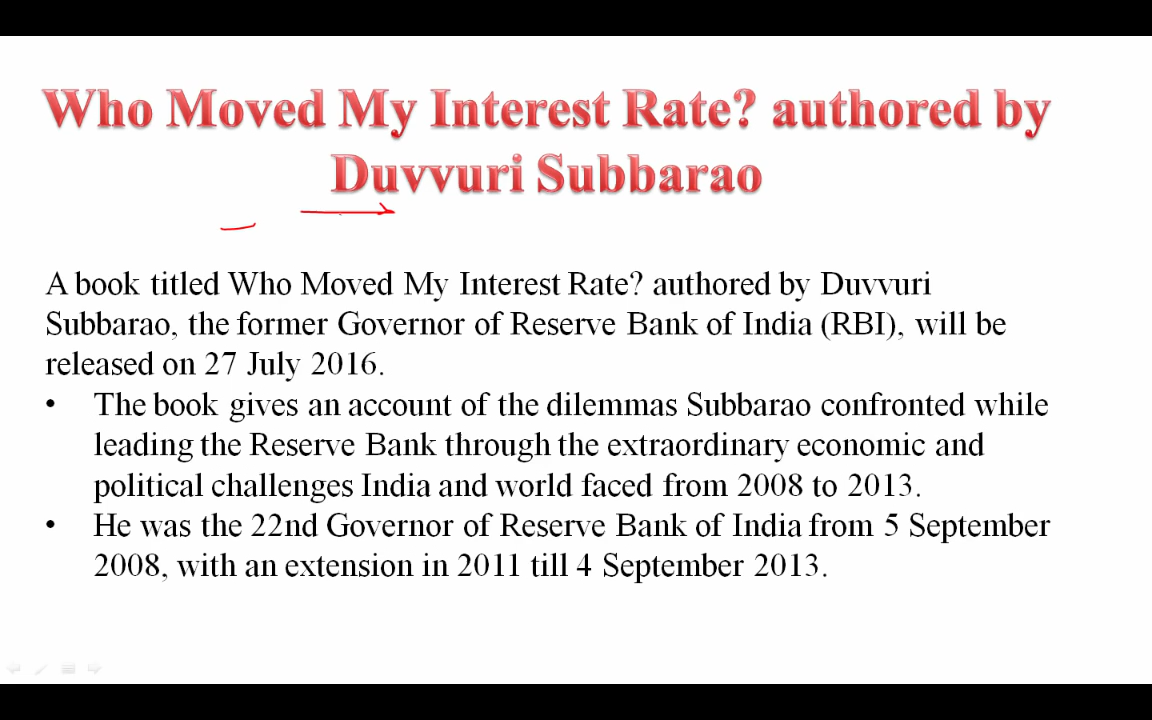 Who Moved My Interest Rate? authored by
Duvvuri Subbarao
A book titled Who Moved My Interest Rate? authored by Duvvuri
Subbarao, the former Governor of Reserve Bank of India (RBI), will be
released on 27 July 2016.
• The book gives an account of the dilemmas Subbarao confronted while
leading the Reserve Bank through the extraordinary economic and
political challenges India and world faced from 2008 to 2013.
• He was the 22nd Governor of Reserve Bank of India from 5 September
2008, with an extension in 2011 till 4 September 2013.